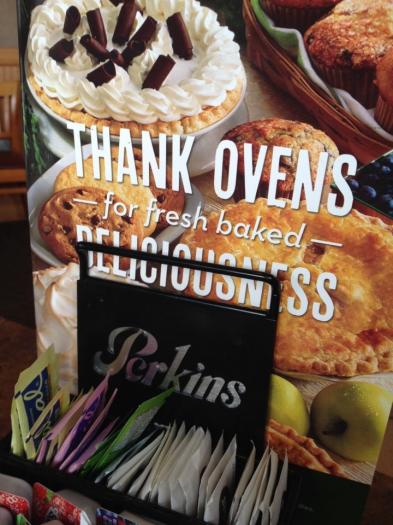 THANK OVENS
—for fresh baked—
DELICIOUSNESS
Perkins